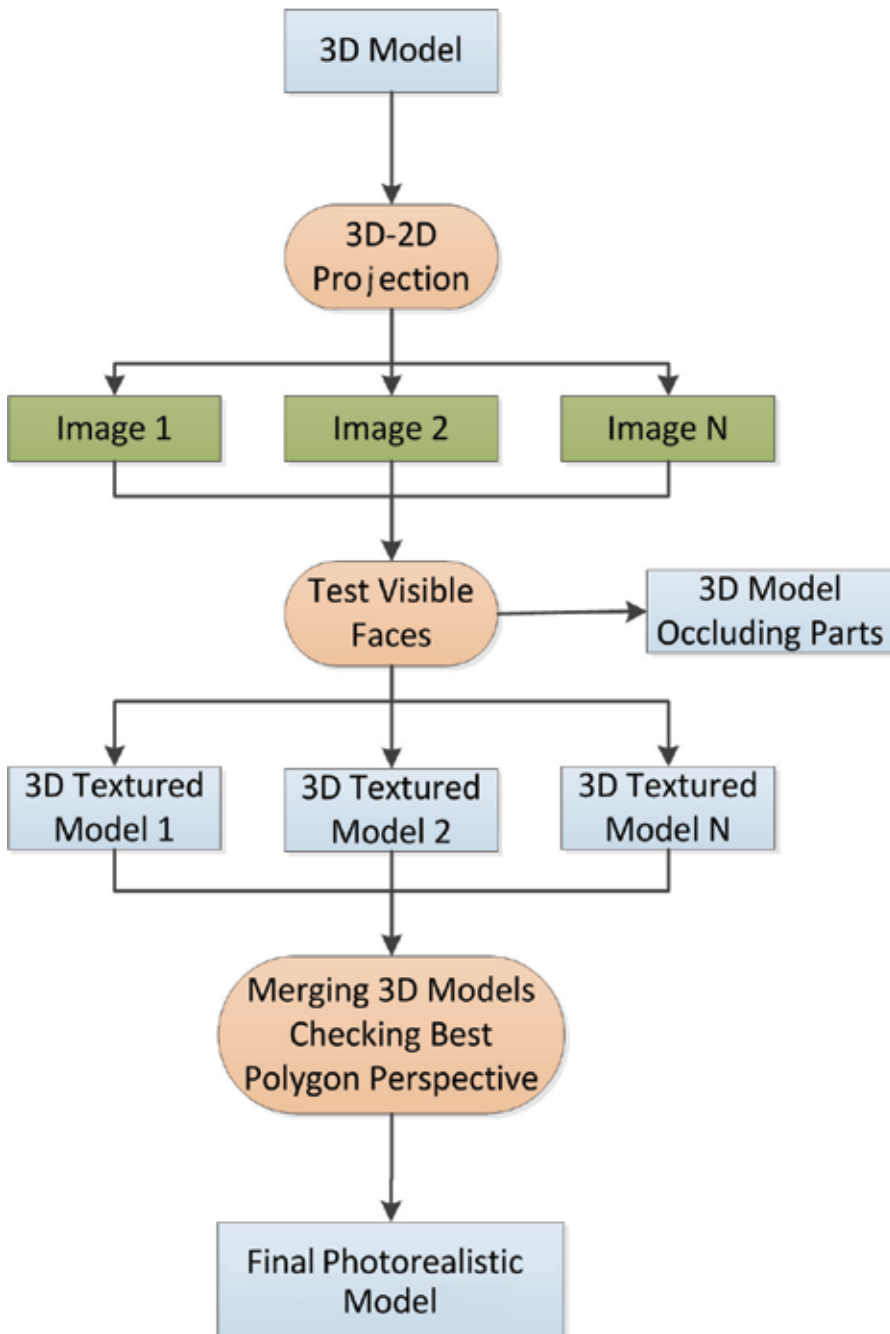 3D Model
3D-2D
Projection
Image 1
Image 2
Image N
Test Visible
Faces
3D Model
Occluding Parts
3D Textured
Model 1
3D Textured
Model 2
3D Textured
Model N
Merging 3D Models
Checking Best
Polygon Perspective
Final Photorealistic
Model